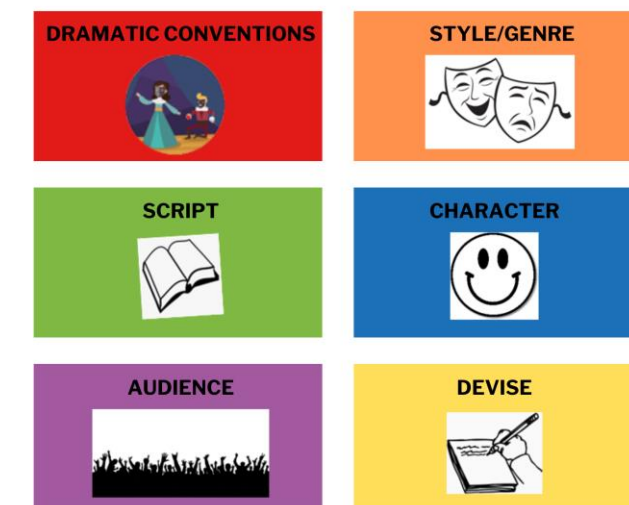 DRAMATIC CONVENTIONS
STYLE/GENRE
SCRIPT
CHARACTER
AUDIENCE
DEVISE